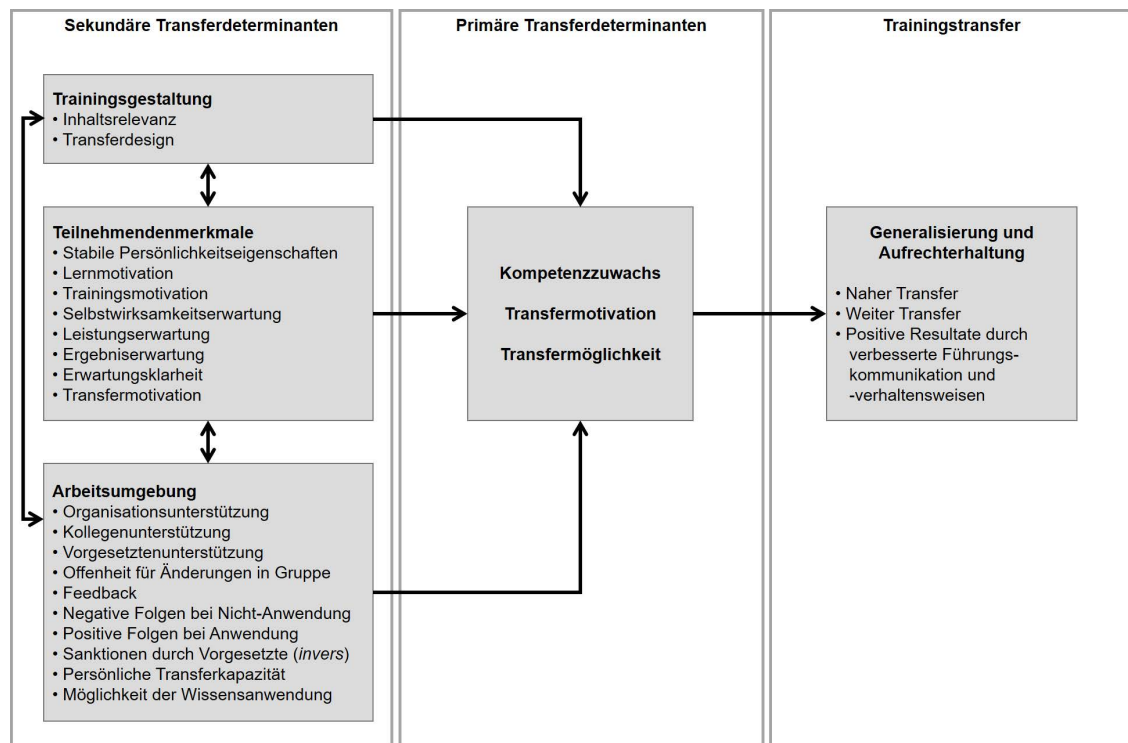 Sekundäre Transferdeterminanten
Trainingsgestaltung
• Inhaltsrelevanz
• Transferdesign
Teilnehmendenmerkmale
• Stabile Persönlichkeitseigenschaften
• Lernmotivation
• Trainingsmotivation
• Selbstwirksamkeitserwartung
• Leistungserwartung
• Ergebniserwartung
• Erwartungsklarheit
• Transfermotivation
Arbeitsumgebung
• Organisationsunterstützung
• Kollegenunterstützung
• Vorgesetztenunterstützung
• Offenheit für Änderungen in Gruppe
• Feedback
• Negative Folgen bei Nicht-Anwendung
• Positive Folgen bei Anwendung
• Sanktionen durch Vorgesetzte (invers)
• Persönliche Transferkapazität
• Möglichkeit der Wissensanwendung
Primäre Transferdeterminanten
Kompetenzzuwachs
Transfermotivation
Transfermöglichkeit
Trainingstransfer
Generalisierung und
Aufrechterhaltung
• Naher Transfer
• Weiter Transfer
• Positive Resultate durch
verbesserte Führungs-
kommunikation und
-verhaltensweisen